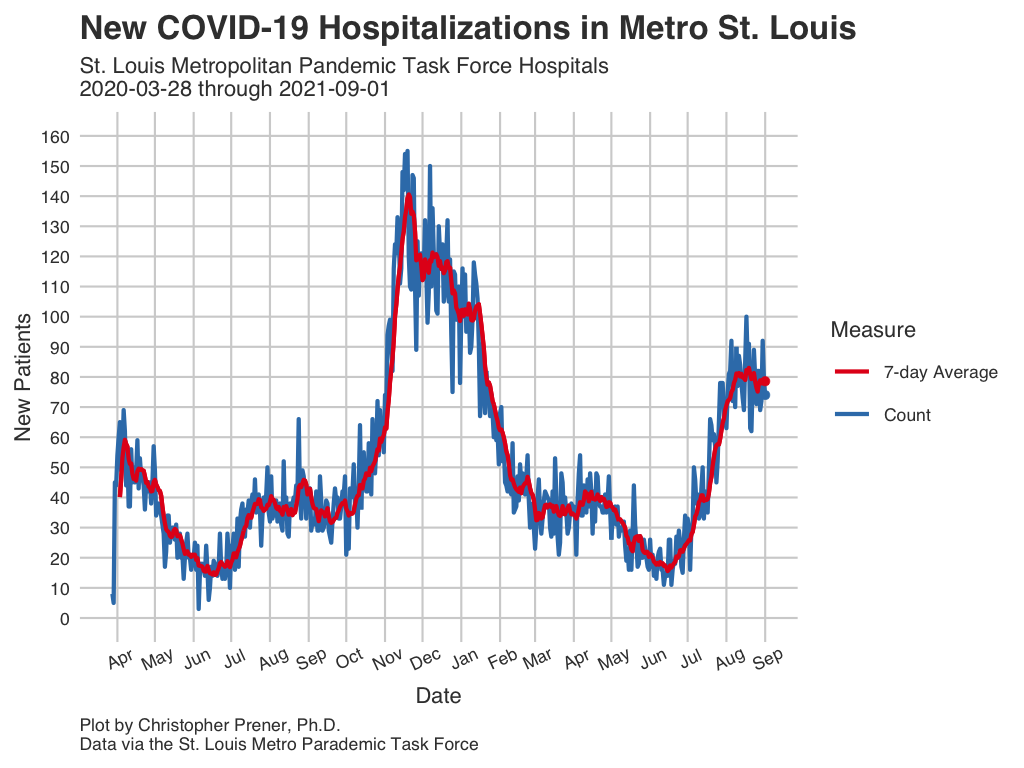 New COVID-19 Hospitalizations in Metro St. Louis
St. Louis Metropolitan Pandemic Task Force Hospitals
2020-03-28 through 2021-09-01
160
150
140
130
120
110
100
90
80
70
60
50
40
30
20
10
0
New Patients
Apr May Jun Jul Aug Sep Oct Nov Dec Jan Feb Mar Apr May Jun Jul Aug Sep
Date
Measure
7-day Average
Count
Plot by Christopher Prener, Ph.D.
Data via the St. Louis Metro Parademic Task Force